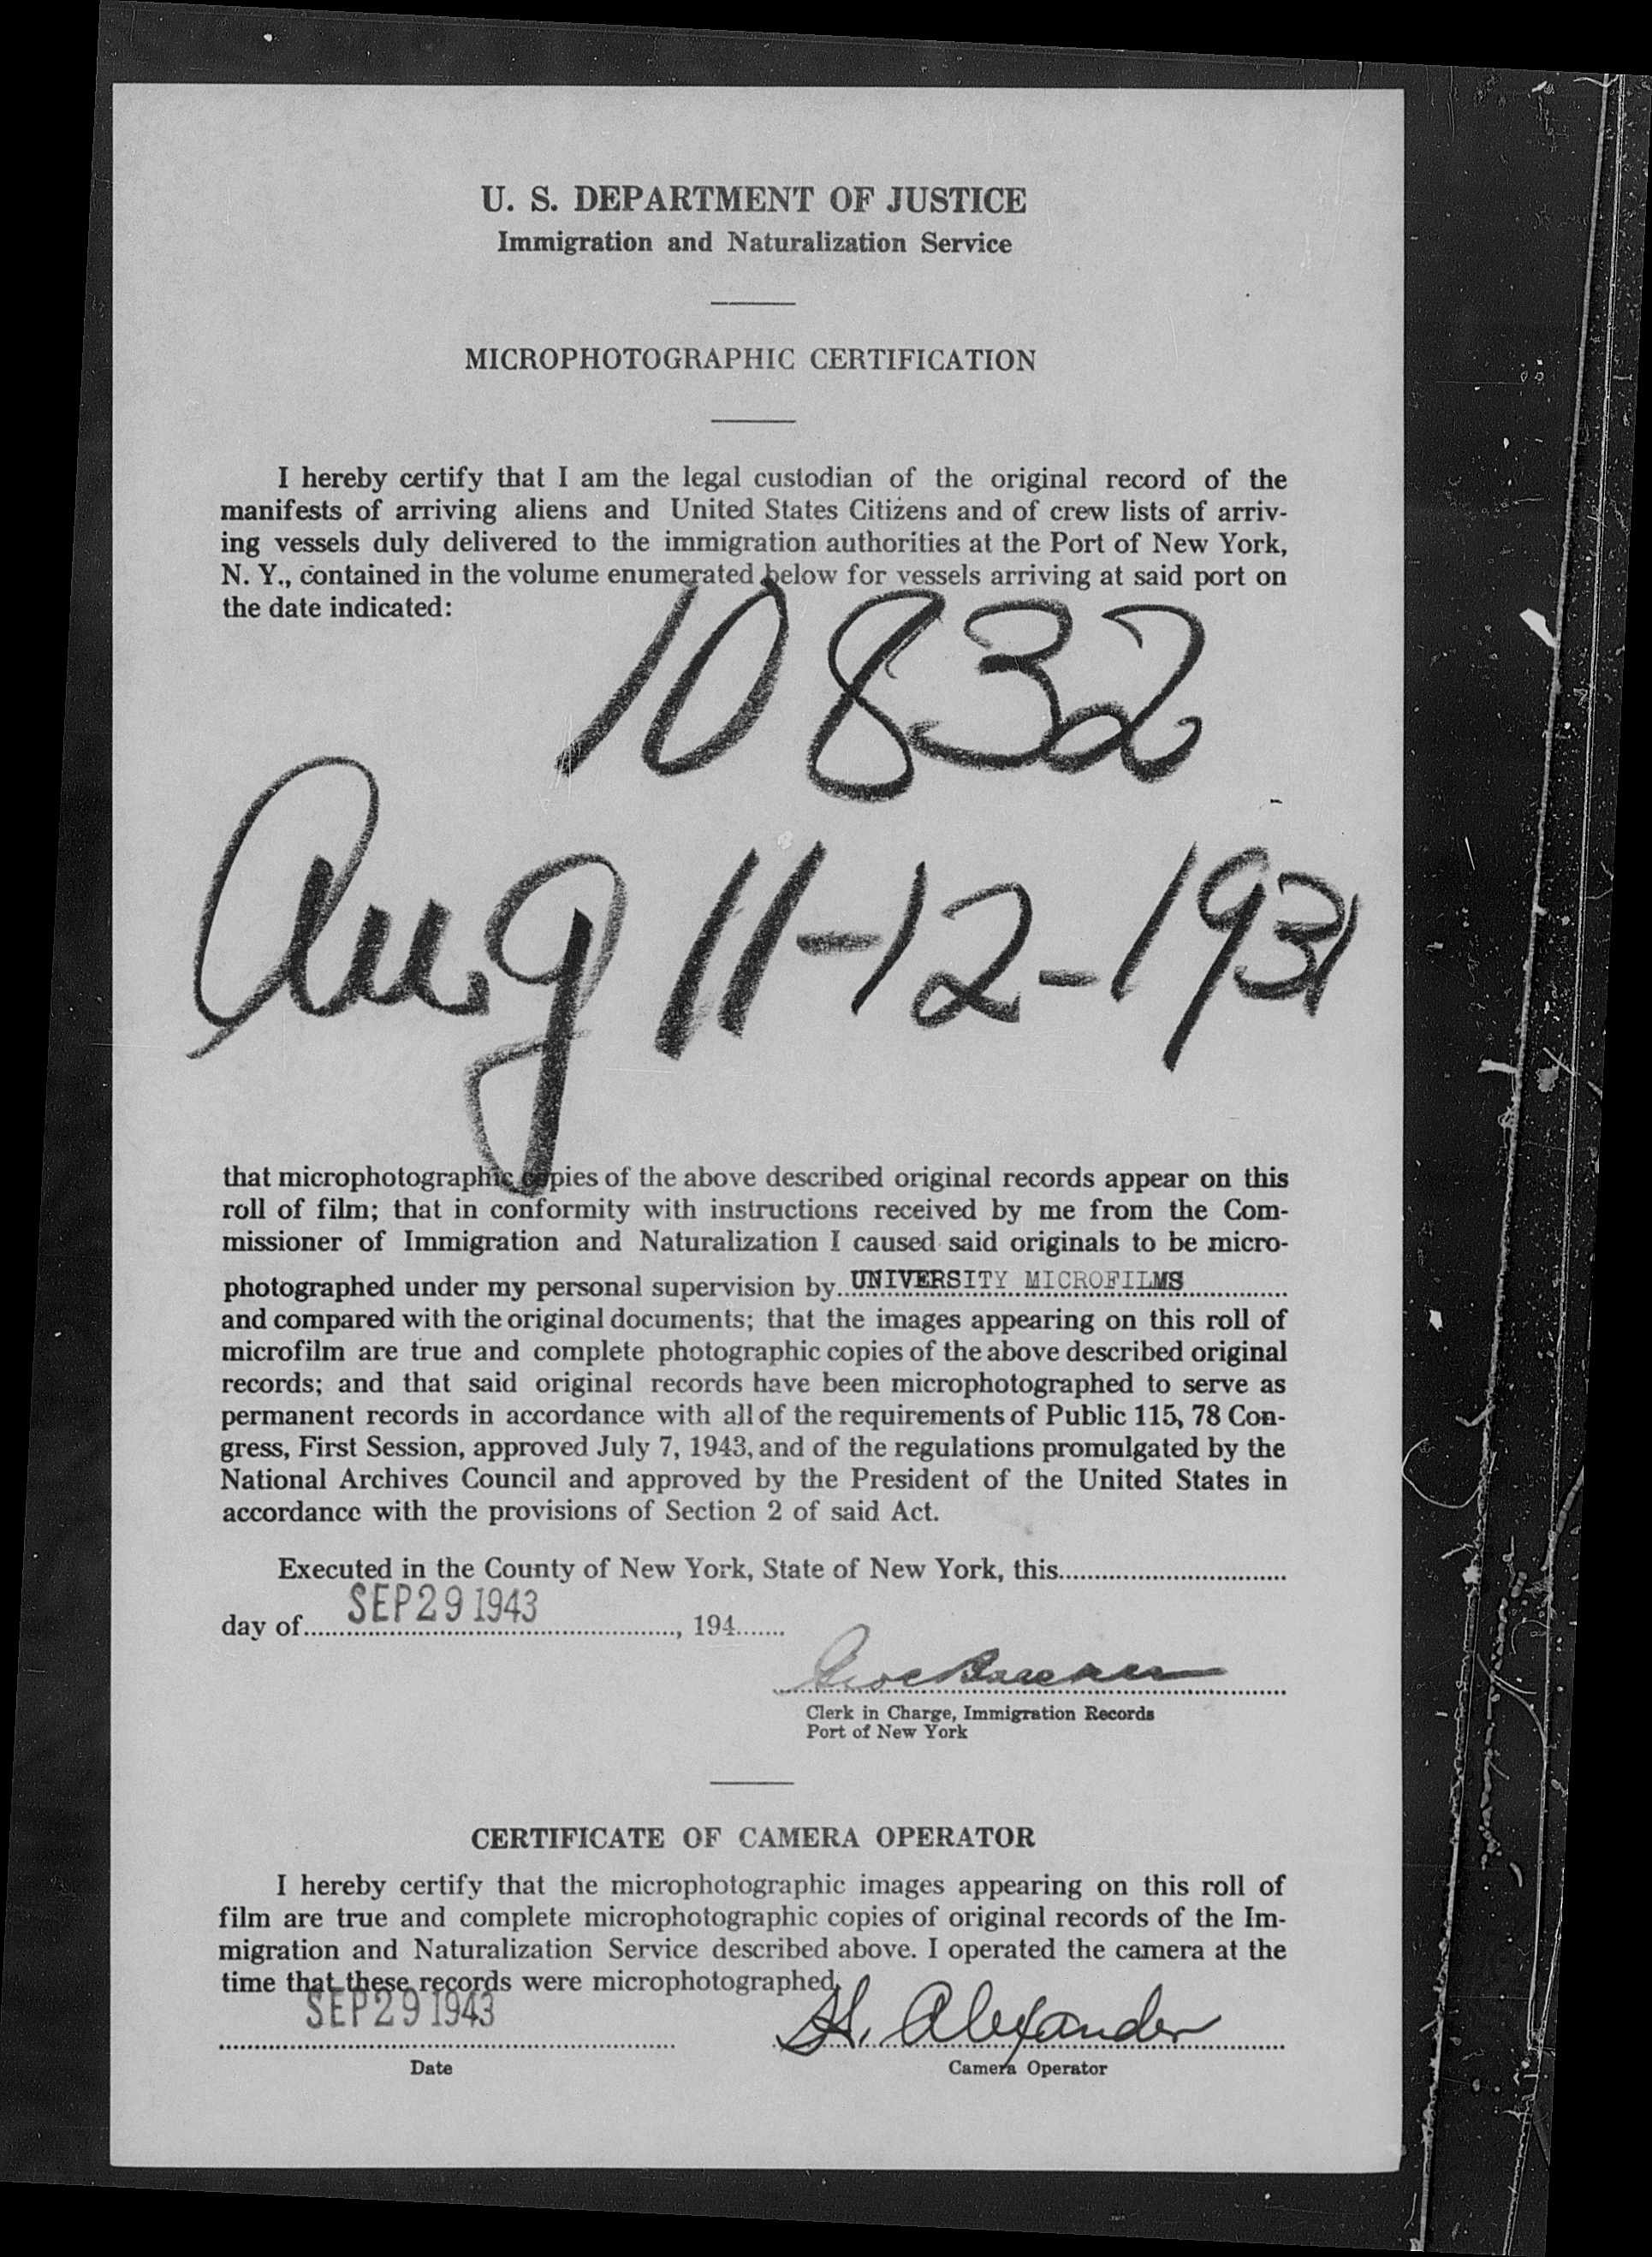 U. S. DEPARTMENT OF JUSTICE
Immigration and Naturalization Service
MICROPHOTOGRAPHIC CERTIFICATION
I hereby certify that I am the legal custodian of the original record of the
manifests of arriving aliens and United States Citizens and of crew lists of arriv-
ing vessels duly delivered to the immigration authorities at the Port of New York,
N. Y., contained in the volume enumerated below for vessels arriving at said port on
the date indicated:
10832
Aug 11-12-1931
that microphotographic copies of the above described original records appear on this
roll of film; that in conformity with instructions received by me from the Com-
missioner of Immigration and Naturalization I caused said originals to be micro-
photographed under my personal supervision by UNIVERSITY MICROFILMS
and compared with the original documents; that the images appearing on this roll of
microfilm are true and complete photographic copies of the above described original
records; and that said original records have been microphotographed to serve as
permanent records in accordance with all of the requirements of Public 115, 78 Con-
gress, First Session, approved July 7, 1943, and of the regulations promulgated by the
National Archives Council and approved by the President of the United States in
accordance with the provisions of Section 2 of said Act.
Executed in the County of New York, State of New York, this
day of SEP 29 1943, 194
Clerk in Charge, Immigration Records
Port of New York
CERTIFICATE OF CAMERA OPERATOR
I hereby certify that the microphotographic images appearing on this roll of
film are true and complete microphotographic copies of original records of the Im-
migration and Naturalization Service described above. I operated the camera at the
time that these records were microphotographed.
SEP 29 1943 H. Alexander
Date Camera Operator